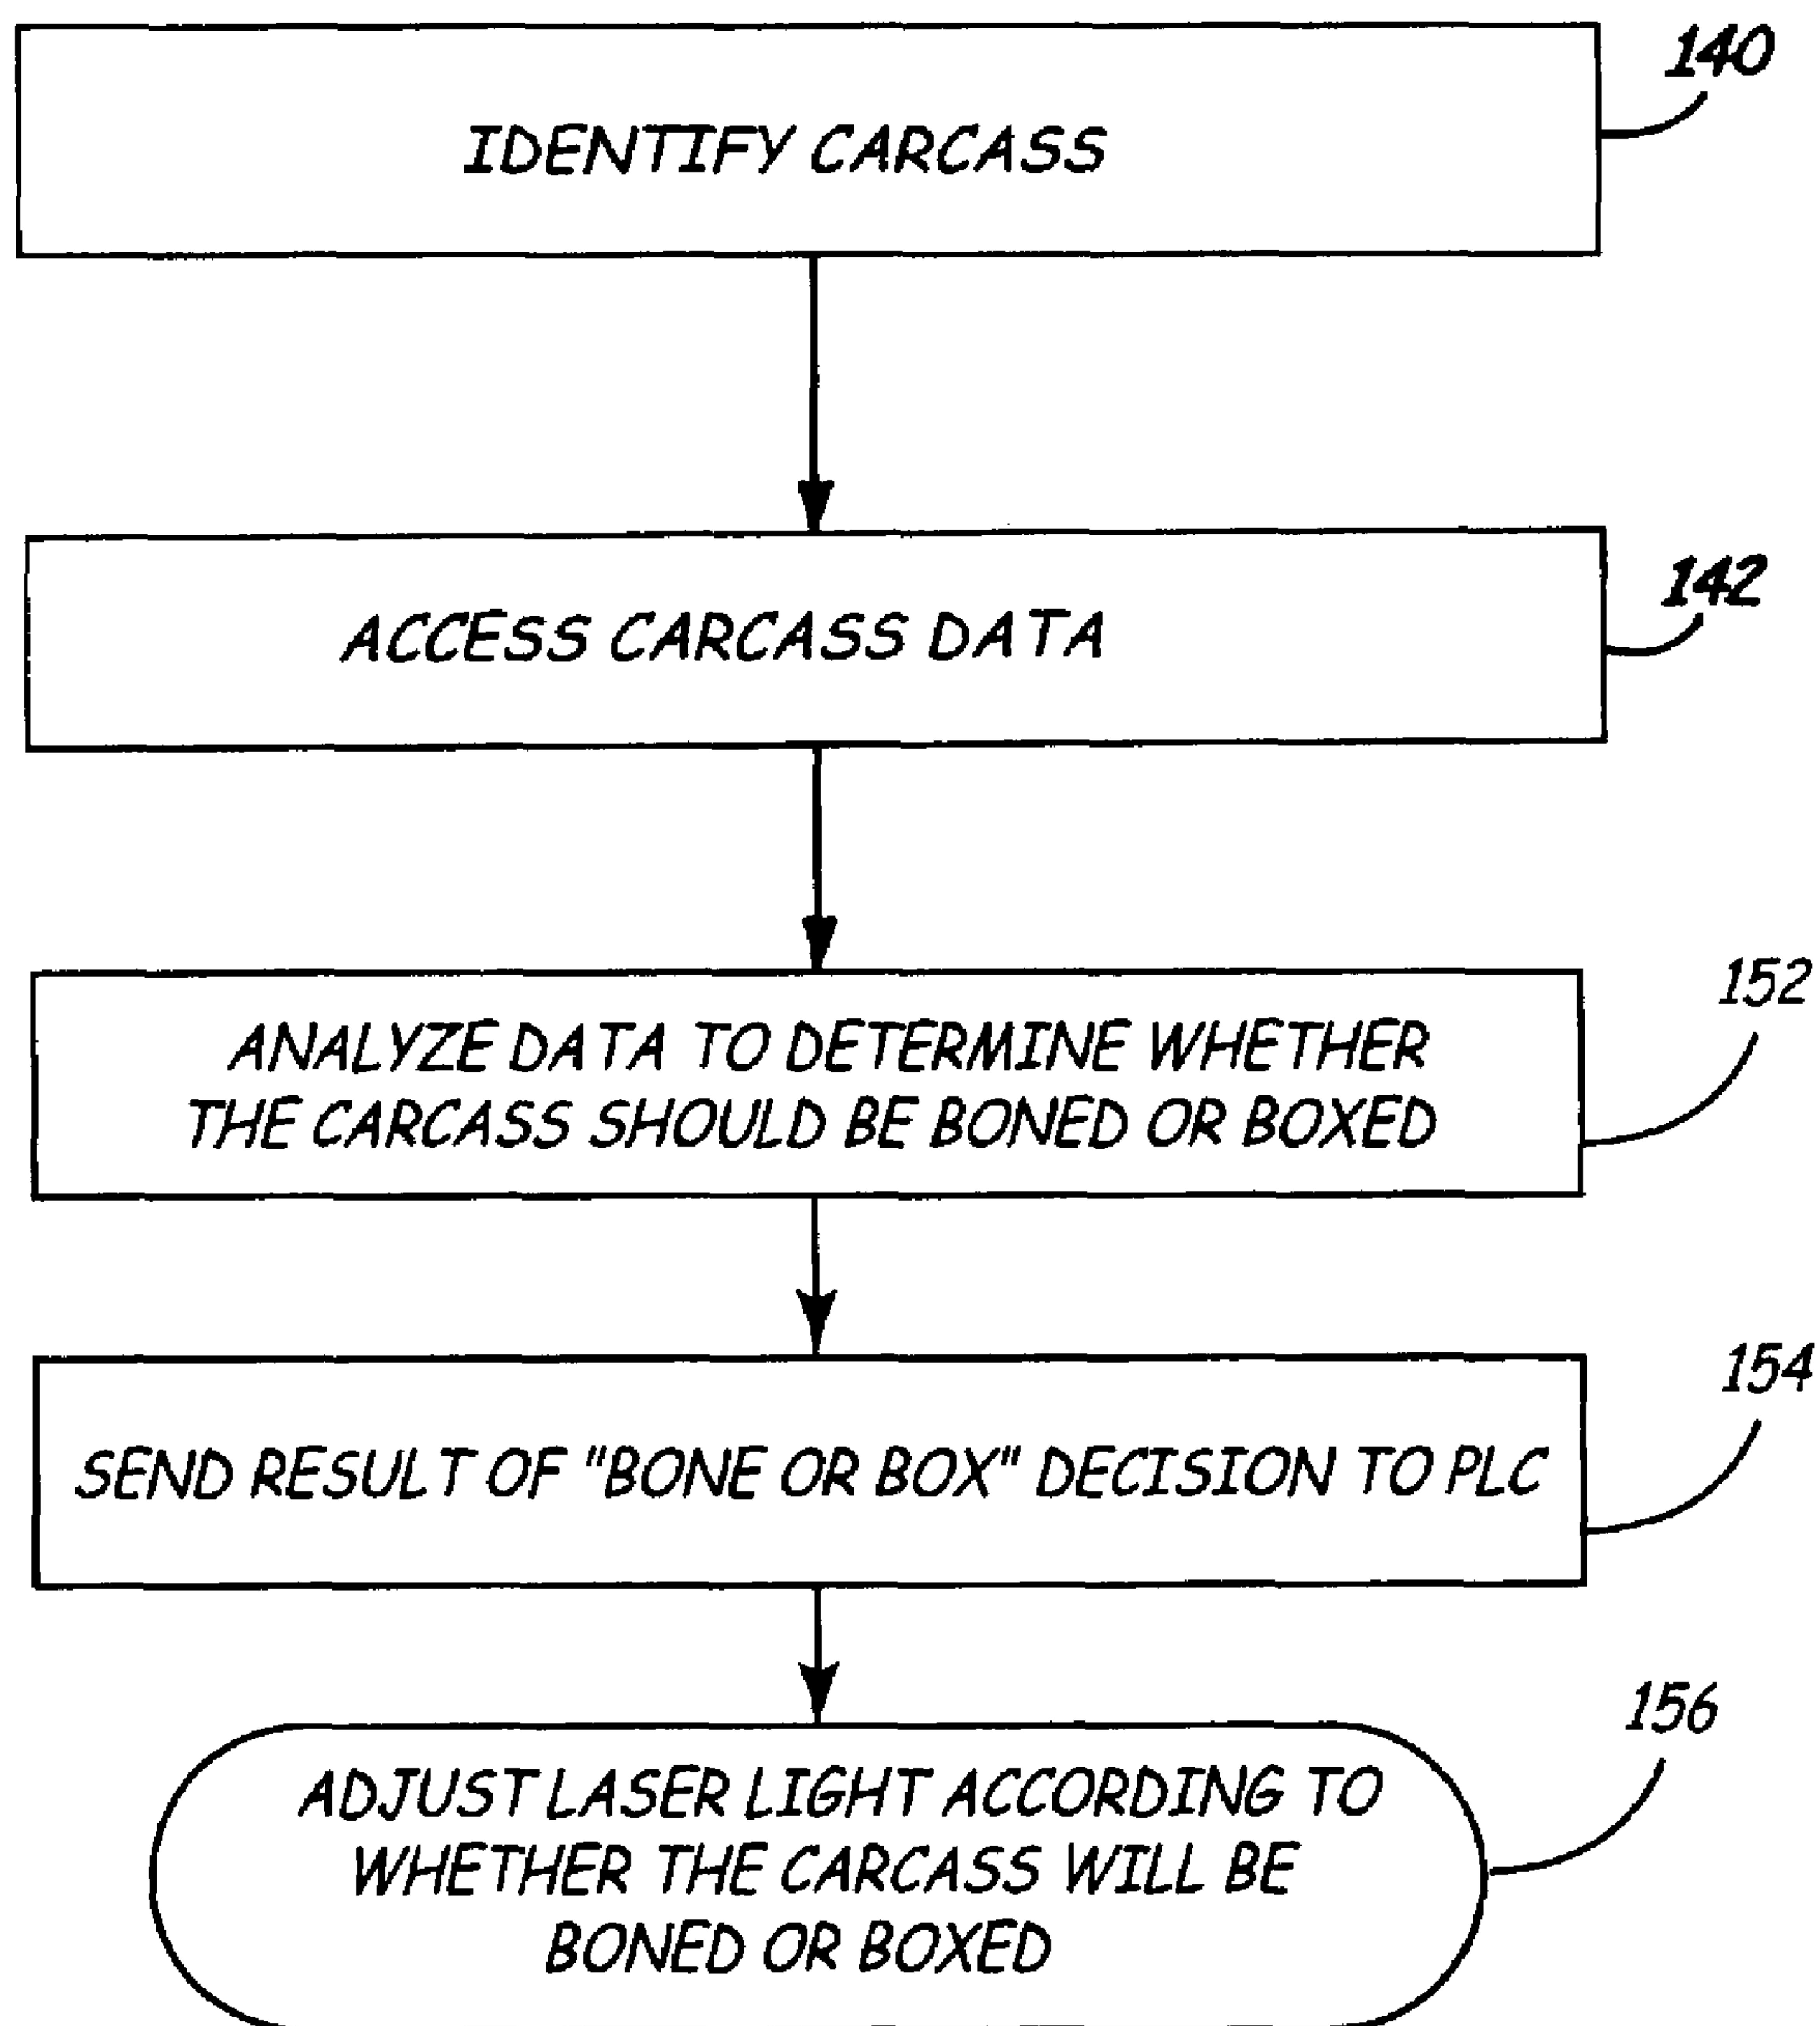 140
IDENTIFY CARCASS
142
ACCESS CARCASS DATA
152
ANALYZE DATA TO DETERMINE WHETHER
THE CARCASS SHOULD BE BONED OR BOXED
154
SEND RESULT OF "BONE OR BOX" DECISION TO PLC
156
ADJUST LASER LIGHT ACCORDING TO
WHETHER THE CARCASS WILL BE
BONED OR BOXED